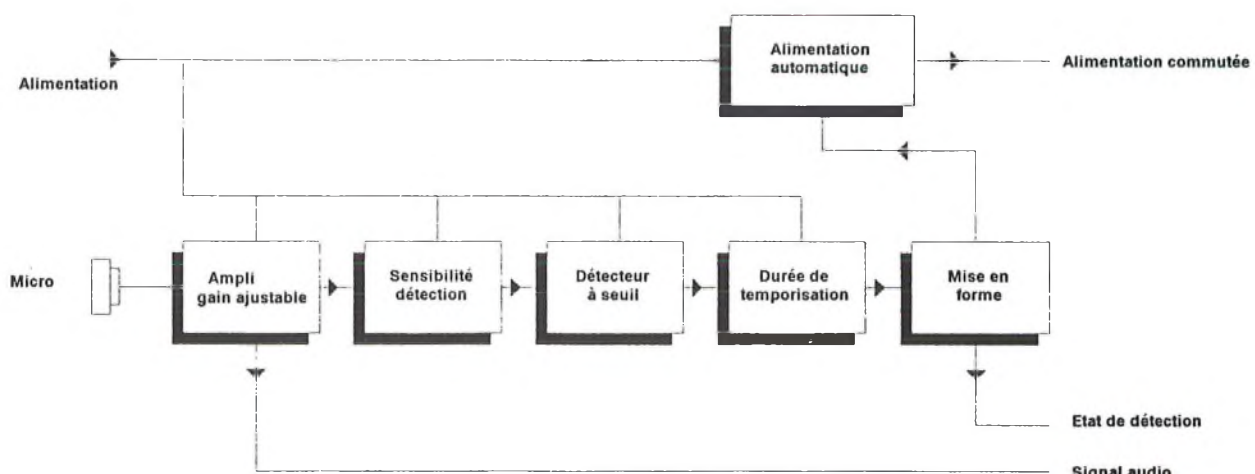 Alimentation
Alimentation
automatique
Alimentation commutée
Micro
Ampli
gain ajustable
Sensibilité
détection
Détecteur
à seuil
Durée de
temporisation
Mise en
forme
Etat de détection
Signal audio